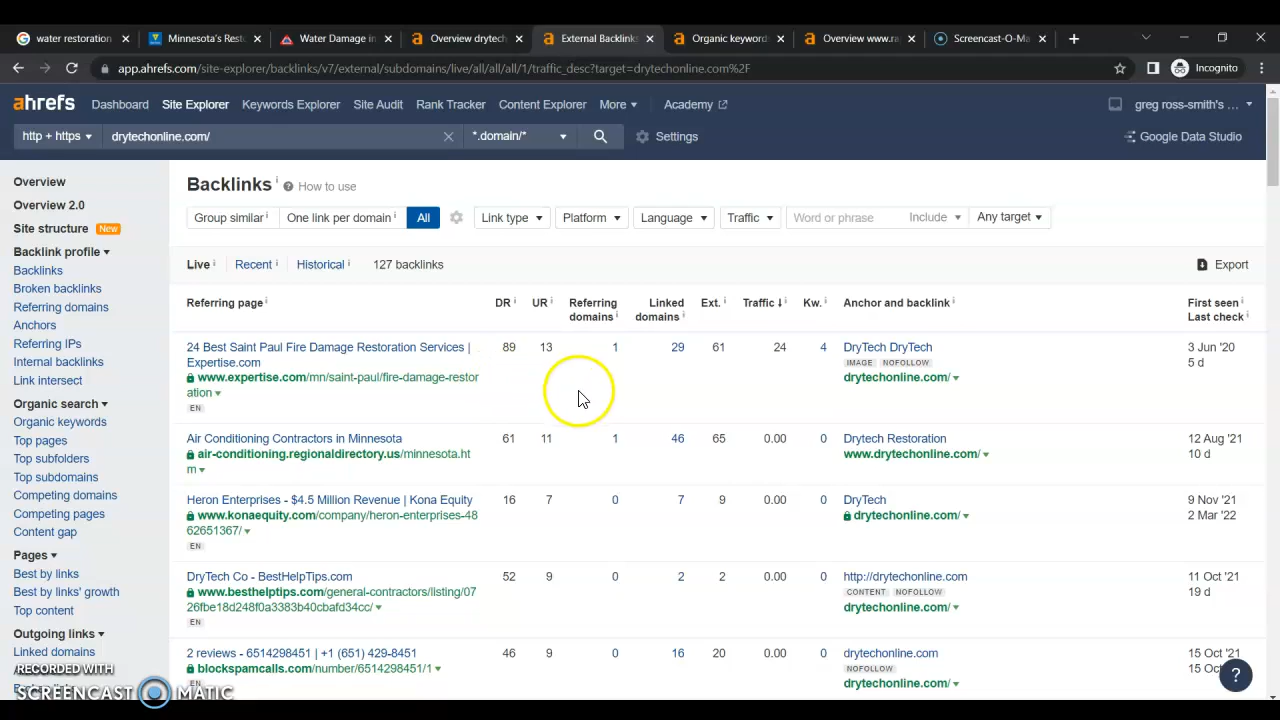 water restoration
Minnesota's Rest
Water Damage in
Overview drytech
External Backlinks
Organic keywords
Overview www.ra
Screencast-O-Ma
app.ahrefs.com/site-explorer/backlinks/v7/external/subdomains/live/all/all/all/1/traffic_desc?target=drytechonline.com%2F
Incognito
ahrefs Dashboard Site Explorer Keywords Explorer Site Audit Rank Tracker Content Explorer More Academy greg ross-smith's ...
http + https drytechonline.com/ *.domain/* Settings Google Data Studio
Overview
Overview 2.0
Site structure New
Backlink profile
Backlinks
Broken backlinks
Referring domains
Anchors
Referring IPs
Internal backlinks
Link intersect
Organic search
Organic keywords
Top pages
Top subfolders
Top subdomains
Competing domains
Competing pages
Content gap
Pages
Best by links
Best by links' growth
Top content
Outgoing links
Linked domains
RECORDED WITH
SCREENCAST MATIC
Backlinks How to use
Group similar One link per domain All Link type Platform Language Traffic Word or phrase Include Any target
Live Recent Historical 127 backlinks Export
Referring page DR UR Referring domains Linked domains Ext. Traffic Kw. Anchor and backlink First seen Last check
24 Best Saint Paul Fire Damage Restoration Services | 89 13 1 29 61 24 4 DryTech DryTech 3 Jun '20
Expertise.com IMAGE NOFOLLOW 5 d
www.expertise.com/mn/saint-paul/fire-damage-restor drytechonline.com/
ation
EN
Air Conditioning Contractors in Minnesota 61 11 1 46 65 0.00 0 Drytech Restoration 12 Aug '21
air-conditioning.regionaldirectory.us/minnesota.ht www.drytechonline.com/ 10 d
m
Heron Enterprises - $4.5 Million Revenue | Kona Equity 16 7 0 7 9 0.00 0 DryTech 9 Nov '21
www.konaequity.com/company/heron-enterprises-48 drytechonline.com/ 2 Mar '22
62651367/
EN
DryTech Co - BestHelpTips.com 52 9 0 2 2 0.00 0 http://drytechonline.com 11 Oct '21
www.besthelptips.com/general-contractors/listing/07 CONTENT NOFOLLOW 19 d
26fbe18d248f0a3383b40cbafd34cc/ drytechonline.com/
EN
2 reviews - 6514298451 | +1 (651) 429-8451 46 9 0 16 20 0.00 0 drytechonline.com 15 Oct '21
blockspamcalls.com/number/6514298451/1 NOFOLLOW 15 Oc
EN drytechonline.com/
?